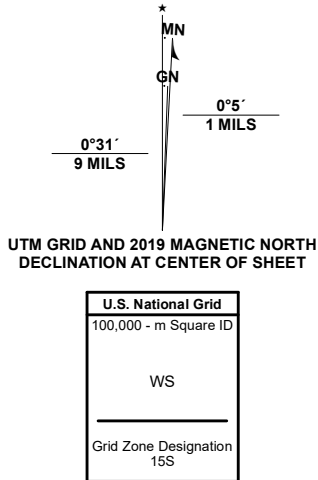 ★
MN
GN
0°5´
1 MILS
0°31´
9 MILS
UTM GRID AND 2019 MAGNETIC NORTH
DECLINATION AT CENTER OF SHEET
U.S. National Grid
100,000 - m Square ID
WS
Grid Zone Designation
15S